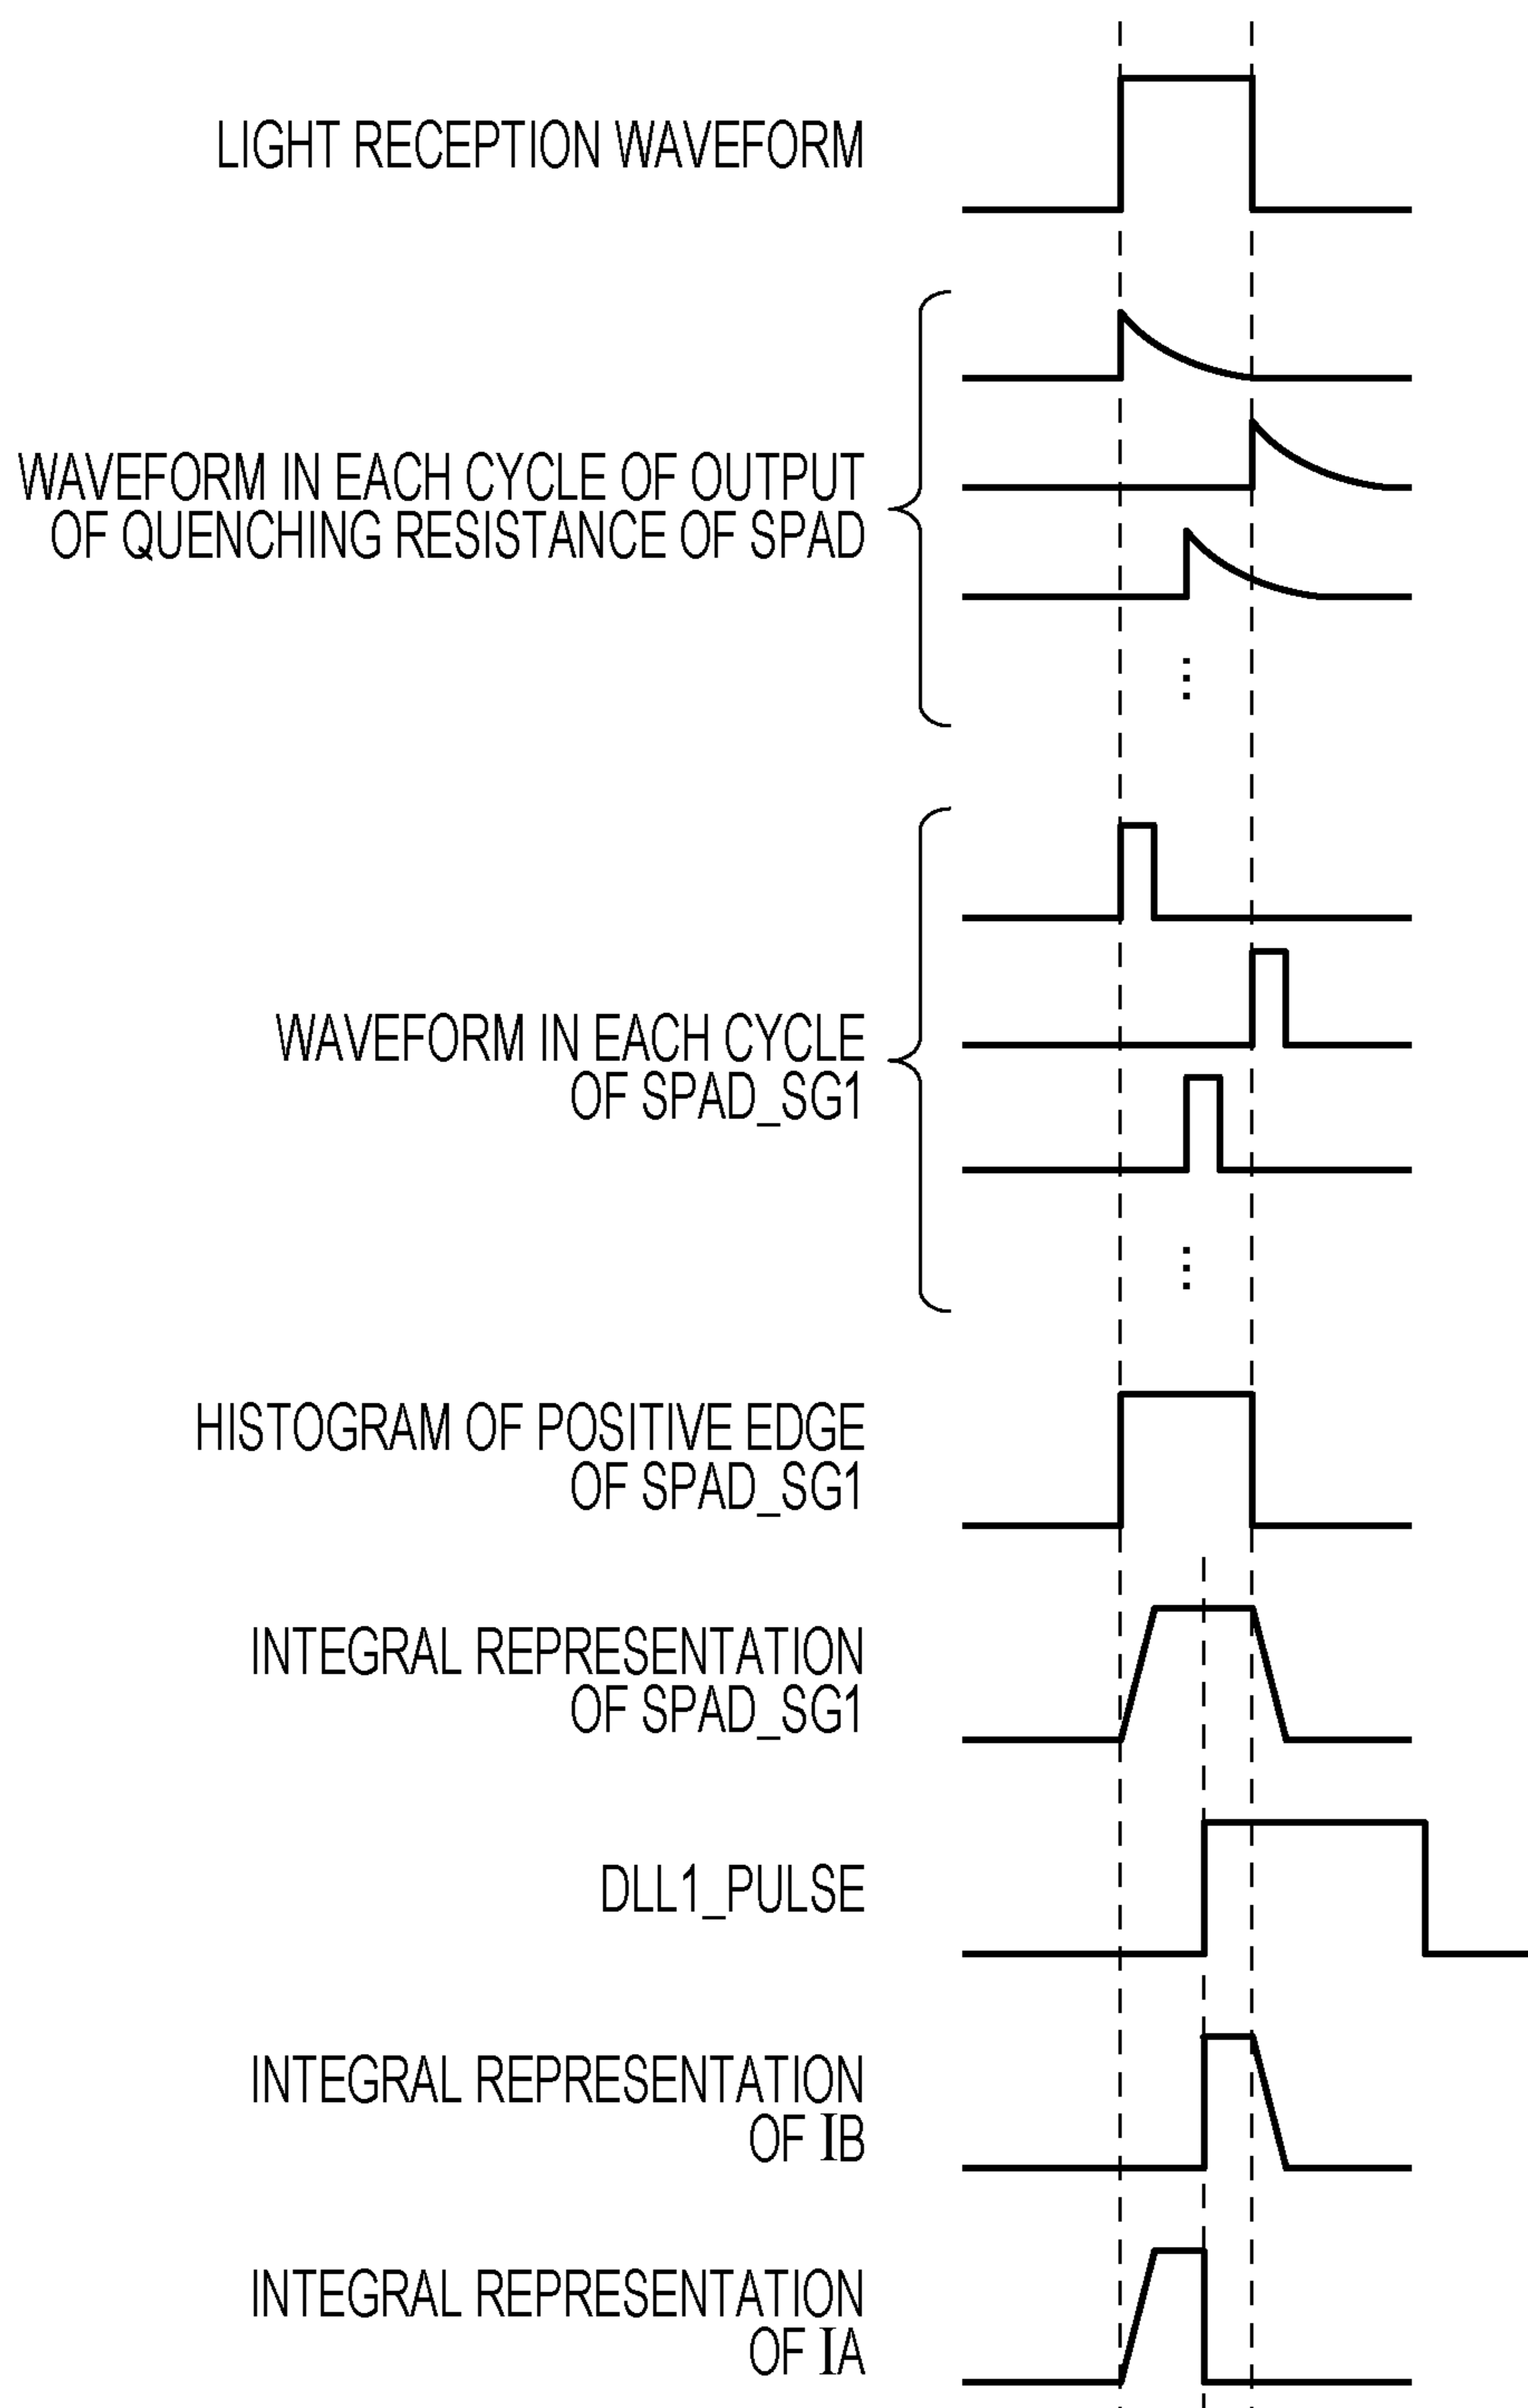 LIGHT RECEPTION WAVEFORM
WAVEFORM IN EACH CYCLE OF OUTPUT
OF QUENCHING RESISTANCE OF SPAD
WAVEFORM IN EACH CYCLE
OF SPAD_SG1
HISTOGRAM OF POSITIVE EDGE
OF SPAD_SG1
INTEGRAL REPRESENTATION
OF SPAD_SG1
DLL1_PULSE
INTEGRAL REPRESENTATION
OF IB
INTEGRAL REPRESENTATION
OF IA